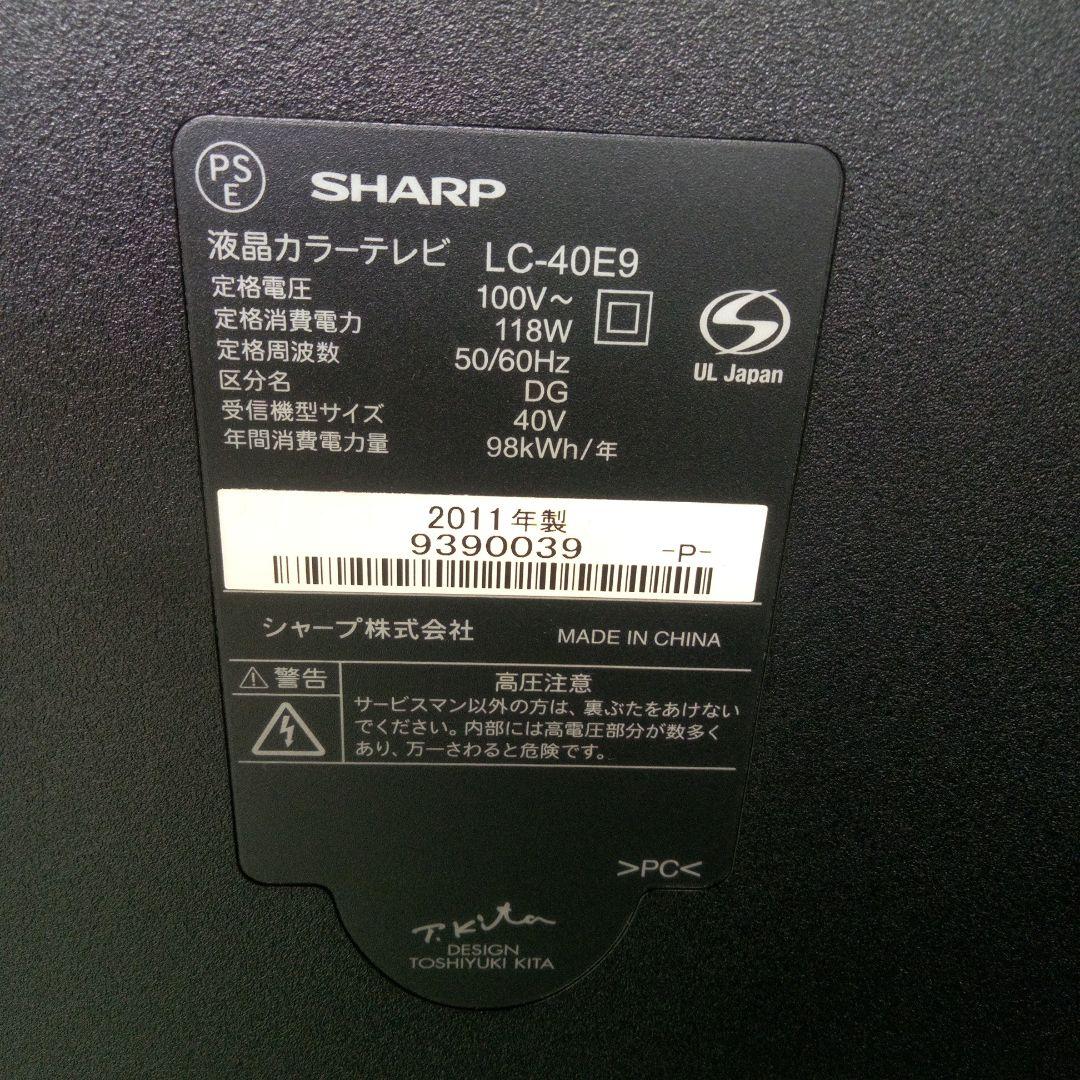 PS
E
SHARP
液晶カラーテレビ LC-40E9
定格電圧 100V～
定格消費電力 118W
定格周波数 50/60Hz
区分名 DG
受信機型サイズ 40V
年間消費電力量 98kWh/年
S
UL Japan
2011年製
9390039 -P-
シャープ株式会社 MADE IN CHINA
⚠警告
高圧注意
サービスマン以外の方は、裏ぶたをあけない
でください。内部には高電圧部分が数多く
あり、万一さわると危険です。
>PC<
T.Kita
DESIGN
TOSHIYUKI KITA